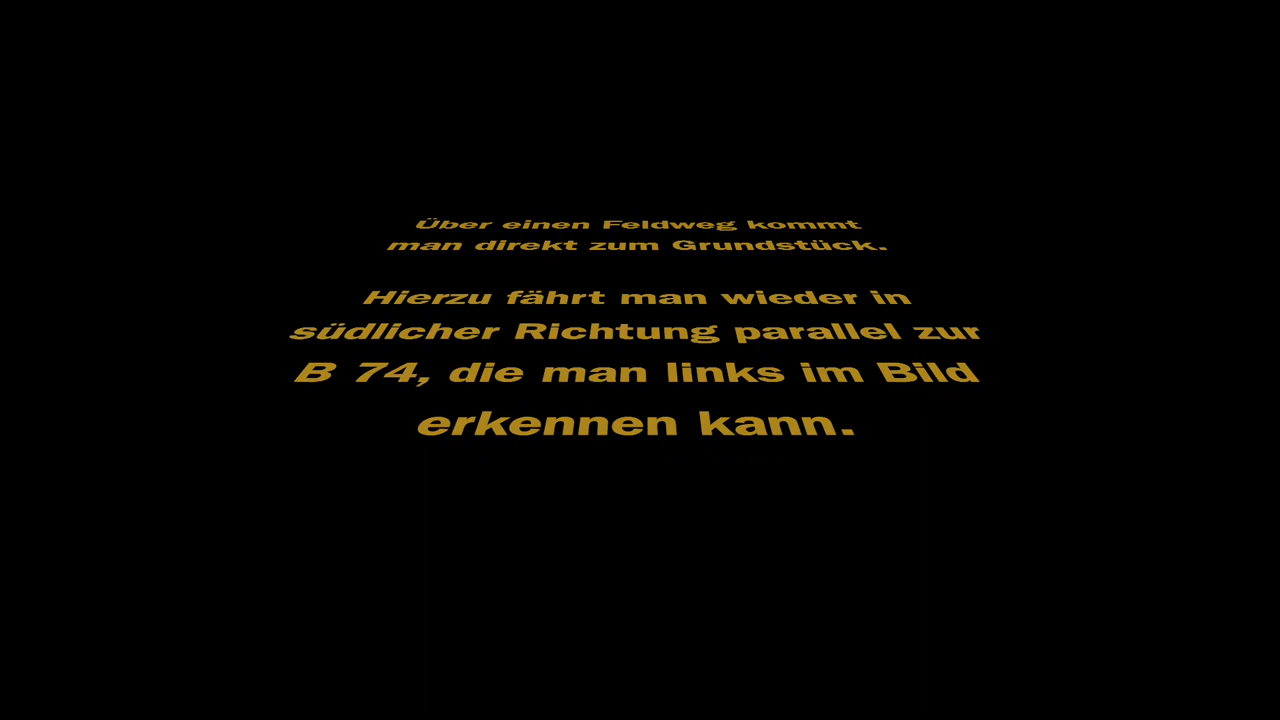 Über einen Feldweg kommt
man direkt zum Grundstück.
Hierzu fährt man wieder in
südlicher Richtung parallel zur
B 74, die man links im Bild
erkennen kann.